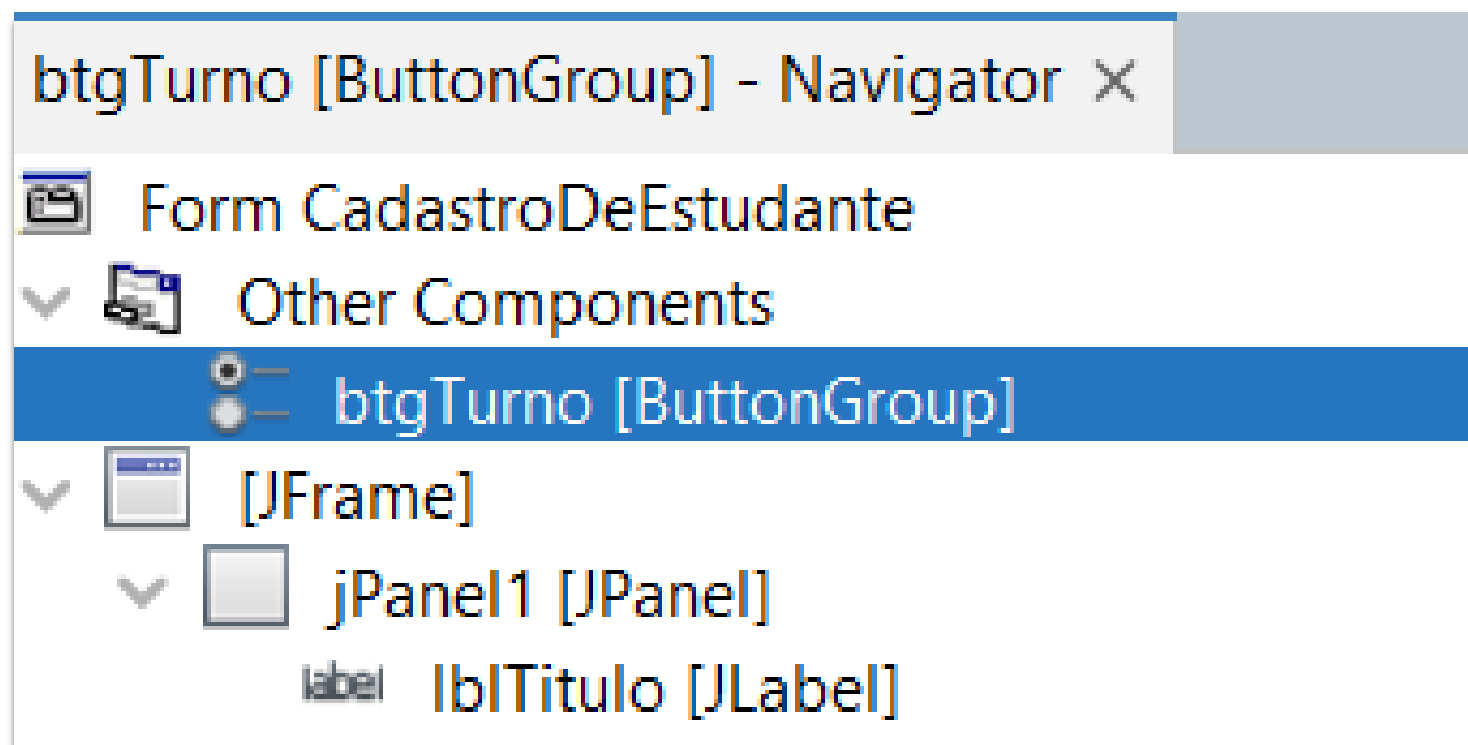 btgTurno [ButtonGroup] - Navigator ×
Form CadastroDeEstudante
Other Components
btgTurno [ButtonGroup]
[JFrame]
jPanel1 [JPanel]
label lblTitulo [JLabel]